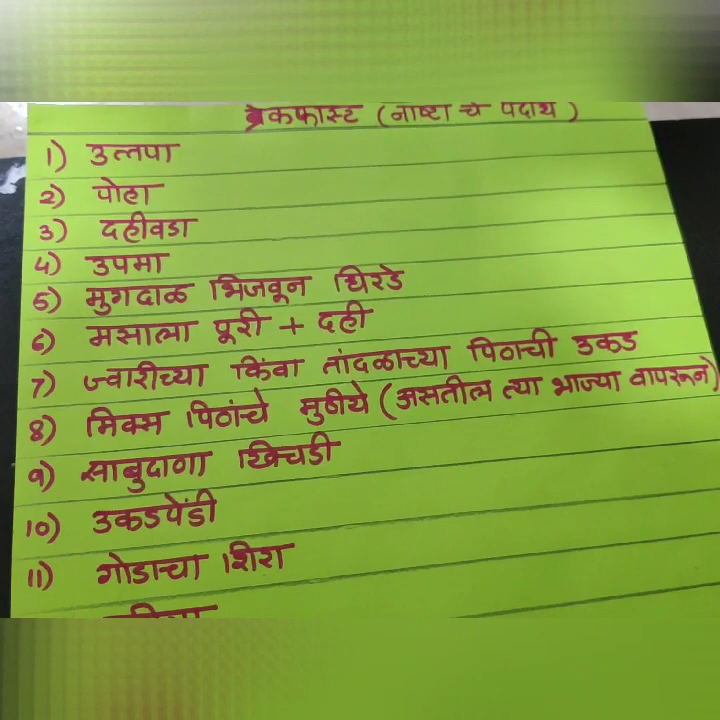 ब्रेकफास्ट (नाष्टा चे पदार्थ)
1) उत्तपा
2) पोहा
3) दहीवडा
4) उपमा
5) मुगदाळ भिजवून धिरडे
6) मसाला पूरी + दही
7) ज्वारीच्या किंवा तांदळाच्या पिठाची उकड
8) मिक्स पिठांचे मुठीये (असतील त्या भाज्या वापरून)
9) साबुदाणा खिचडी
10) उकडपेंडी
11) गोडाचा शिरा